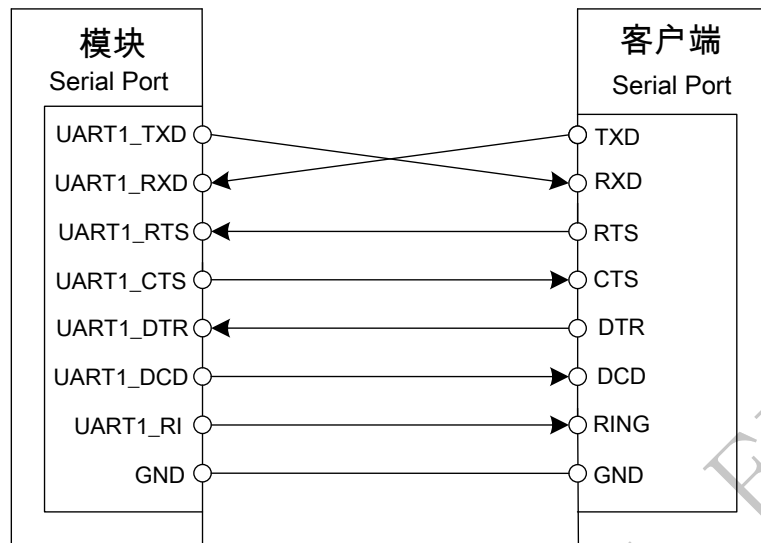 模块
Serial Port
UART1_TXD
UART1_RXD
UART1_RTS
UART1_CTS
UART1_DTR
UART1_DCD
UART1_RI
GND
客户端
Serial Port
TXD
RXD
RTS
CTS
DTR
DCD
RING
GND